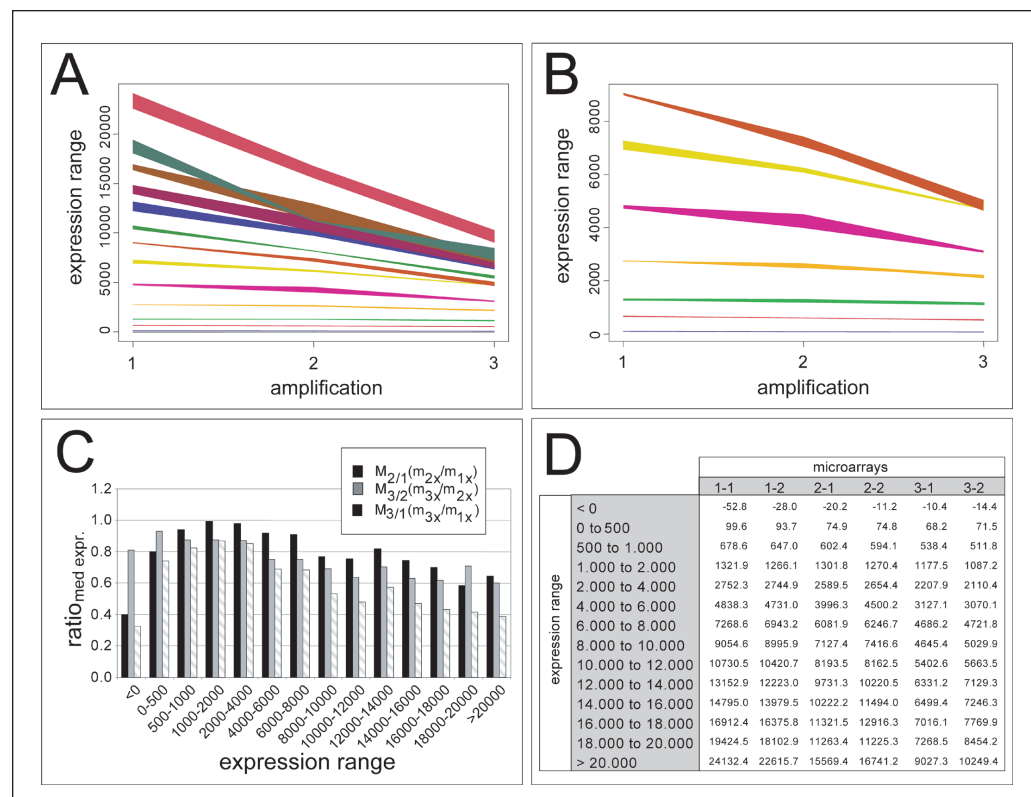 A
expression range
0
5000
10000
15000
20000
1 2 3
amplification
B
expression range
0
2000
4000
6000
8000
1 2 3
amplification
C
M2/1(m2x/m1x)
M3/2(m3x/m2x)
M3/1(m3x/m1x)
ratiomed expr.
1.2
1.0
0.8
0.6
0.4
0.2
0.0
<0
0-500
500-1000
1000-2000
2000-4000
4000-6000
6000-8000
8000-10000
10000-12000
12000-14000
14000-16000
16000-18000
18000-20000
>20000
expression range
D
microarrays
1-1 1-2 2-1 2-2 3-1 3-2
expression range
< 0 -52.8 -28.0 -20.2 -11.2 -10.4 -14.4
0 to 500 99.6 93.7 74.9 74.8 68.2 71.5
500 to 1.000 678.6 647.0 602.4 594.1 538.4 511.8
1.000 to 2.000 1321.9 1266.1 1301.8 1270.4 1177.5 1087.2
2.000 to 4.000 2752.3 2744.9 2589.5 2654.4 2207.9 2110.4
4.000 to 6.000 4838.3 4731.0 3996.3 4500.2 3127.1 3070.1
6.000 to 8.000 7268.6 6943.2 6081.9 6246.7 4686.2 4721.8
8.000 to 10.000 9054.6 8995.9 7127.4 7416.6 4645.4 5029.9
10.000 to 12.000 10730.5 10420.7 8193.5 8162.5 5402.6 5663.5
12.000 to 14.000 13152.9 12223.0 9731.3 10220.5 6331.2 7129.3
14.000 to 16.000 14795.0 13979.5 10222.2 11494.0 6499.4 7246.3
16.000 to 18.000 16912.4 16375.8 11321.5 12916.3 7016.1 7769.9
18.000 to 20.000 19424.5 18102.9 11263.4 11225.3 7268.5 8454.2
> 20.000 24132.4 22615.7 15569.4 16741.2 9027.3 10249.4